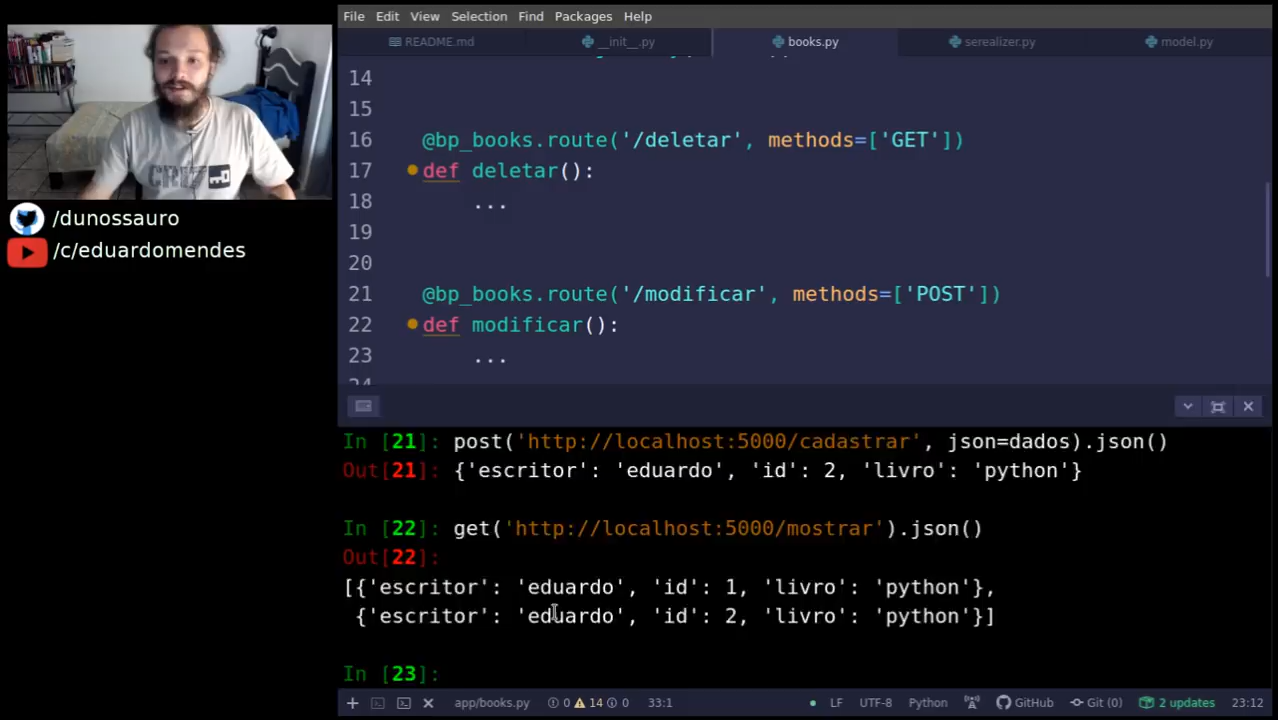 File Edit View Selection Find Packages Help
README.md __init__.py books.py serealizer.py model.py
14
15
16 @bp_books.route('/deletar', methods=['GET'])
17 def deletar():
18 ...
19
20
21 @bp_books.route('/modificar', methods=['POST'])
22 def modificar():
23 ...
24
/dunossauro
/c/eduardomendes
In [21]: post('http://localhost:5000/cadastrar', json=dados).json()
Out[21]: {'escritor': 'eduardo', 'id': 2, 'livro': 'python'}
In [22]: get('http://localhost:5000/mostrar').json()
Out[22]:
[{'escritor': 'eduardo', 'id': 1, 'livro': 'python'},
{'escritor': 'eduardo', 'id': 2, 'livro': 'python'}]
In [23]:
app/books.py 0 14 0 33:1 LF UTF-8 Python GitHub Git (0) 2 updates 23:12